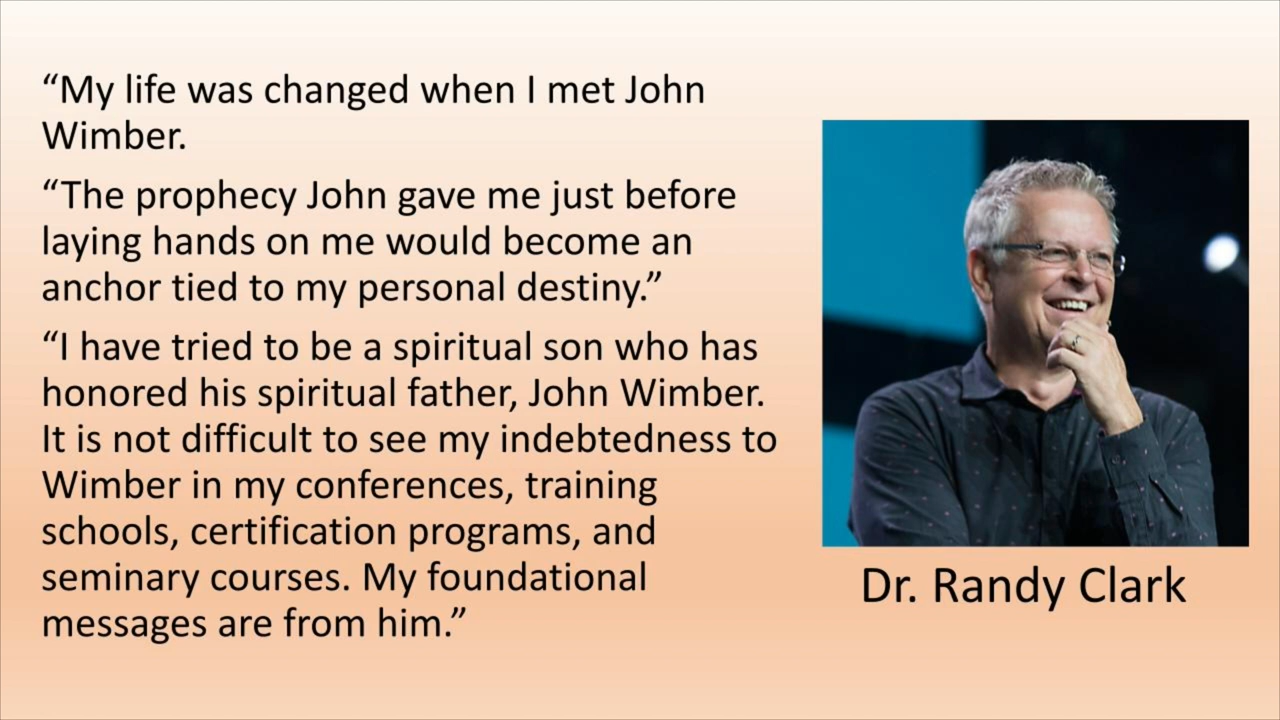 “My life was changed when I met John
Wimber.
“The prophecy John gave me just before
laying hands on me would become an
anchor tied to my personal destiny.”
“I have tried to be a spiritual son who has
honored his spiritual father, John Wimber.
It is not difficult to see my indebtedness to
Wimber in my conferences, training
schools, certification programs, and
seminary courses. My foundational
messages are from him.”
Dr. Randy Clark